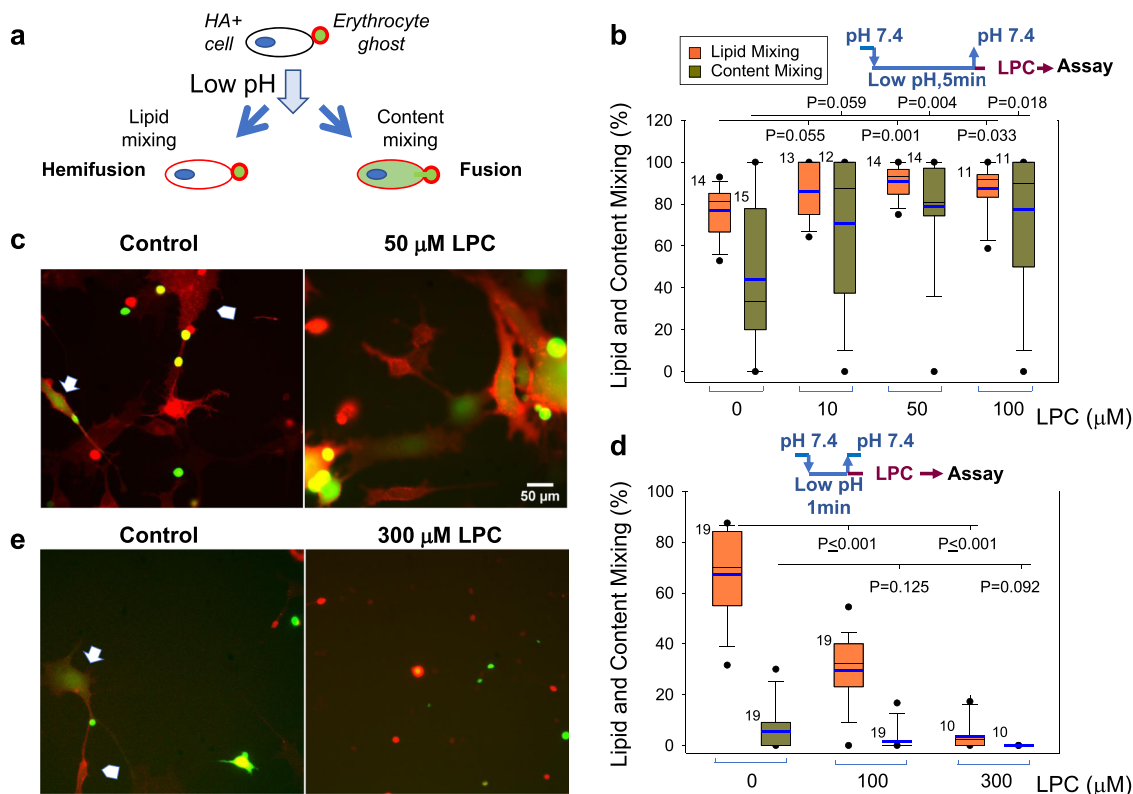 a
HA+
cell
Erythrocyte
ghost
Low pH
Lipid
mixing
Content
mixing
Hemifusion
Fusion
b
Lipid Mixing
Content Mixing
pH 7.4
pH 7.4
Low pH,5min
LPC
Assay
P=0.059
P=0.004
P=0.018
P=0.055
P=0.001
P=0.033
Lipid and Content Mixing (%)
120
100
80
60
40
20
0
14
15
13
12
14
14
11
11
0
10
50
100
LPC (μM)
c
Control
50 μM LPC
50 μm
d
pH 7.4
pH 7.4
Low pH
1min
LPC
Assay
Lipid and Content Mixing (%)
100
80
60
40
20
0
P≤0.001
P≤0.001
P=0.125
P=0.092
19
19
19
19
10
10
0
100
300
LPC (μM)
e
Control
300 μM LPC